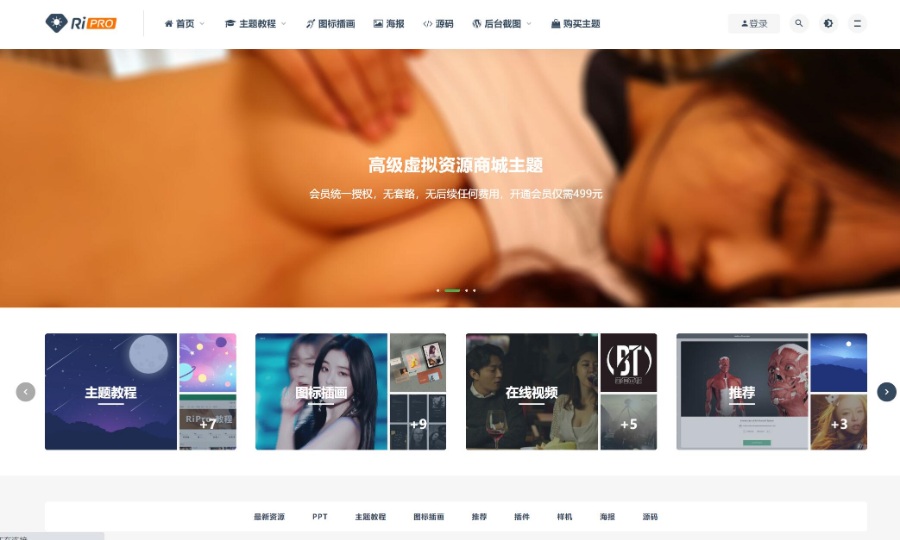 RiPRO
首页
主题教程
图标插画
海报
源码
后台截图
购买主题
登录
高级虚拟资源商城主题
会员统一授权，无套路，无后续任何费用，开通会员仅需499元
主题教程
RiPro 教程
+7
图标插画
+9
在线视频
BT
+5
推荐
+3
最新资源 PPT 主题教程 图标插画 推荐 插件 样机 海报 源码